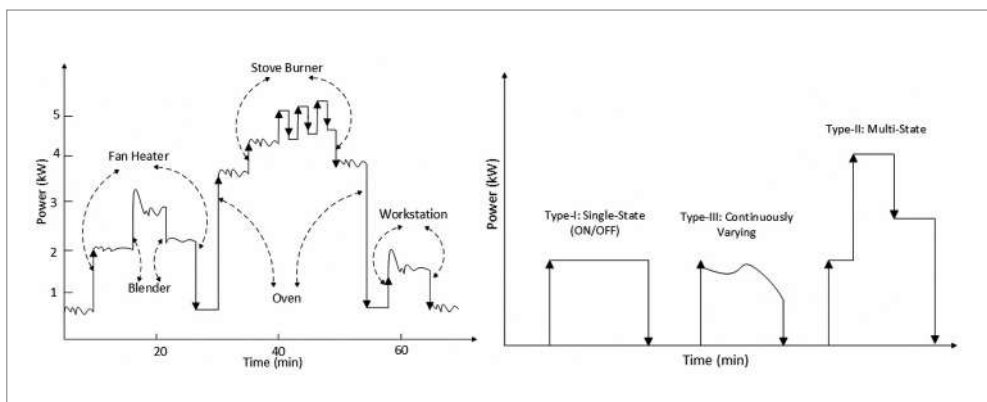 Stove Burner
Fan Heater
Blender
Oven
Workstation
Power (kW)
5
4
3
2
1
20
40
60
Time (min)
Type-I: Single-State
(ON/OFF)
Type-III: Continuously
Varying
Type-II: Multi-State
Power (kW)
Time (min)